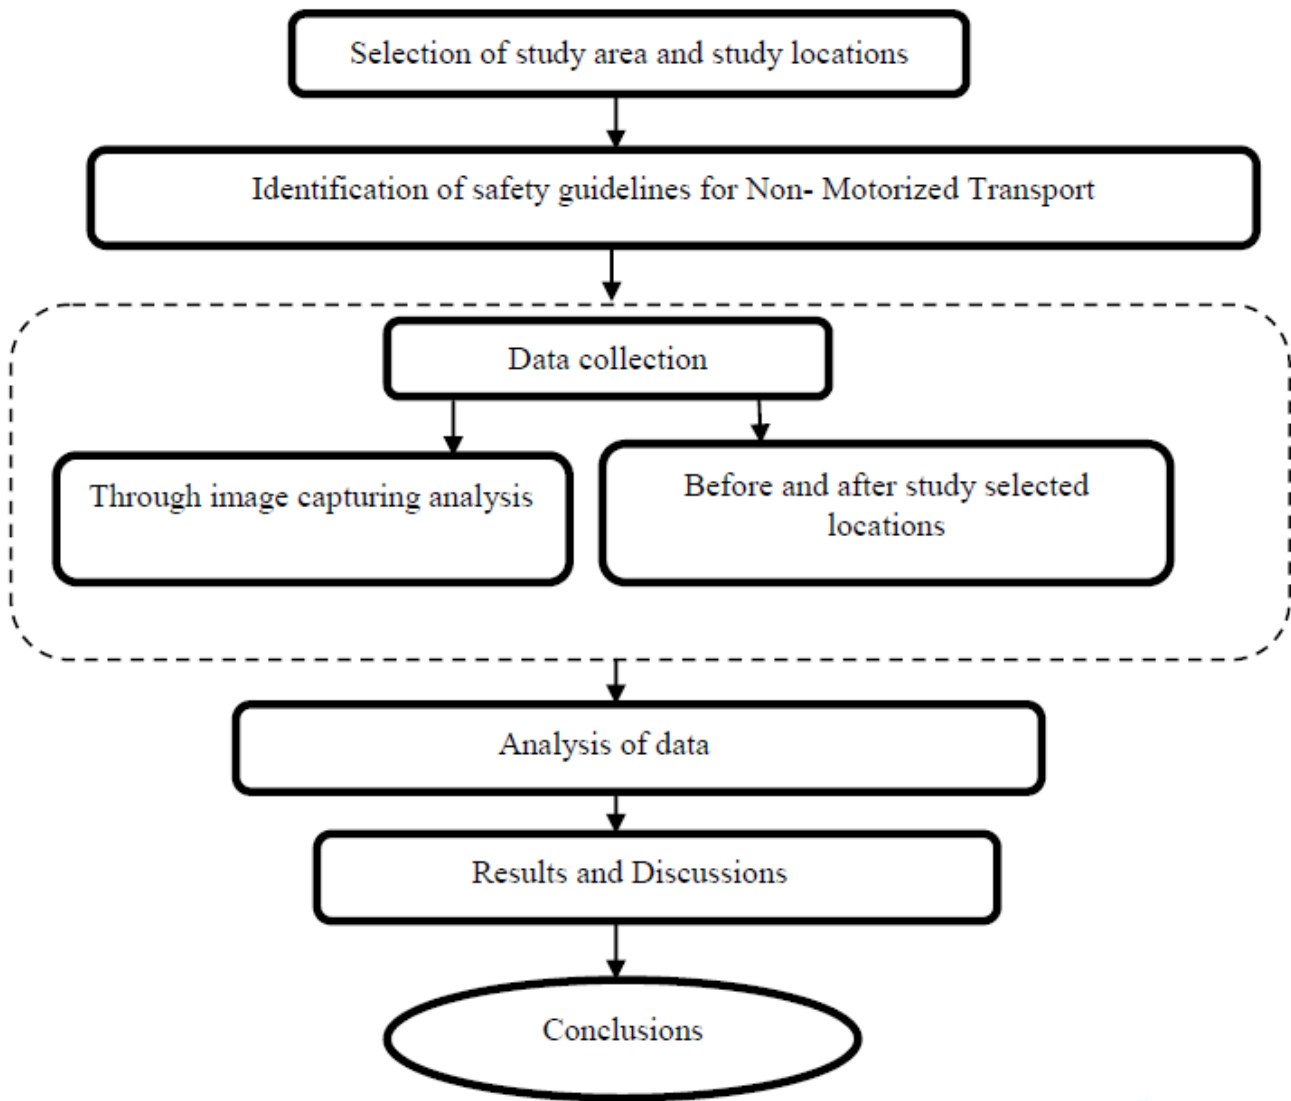 Selection of study area and study locations
Identification of safety guidelines for Non- Motorized Transport
Data collection
Through image capturing analysis
Before and after study selected
locations
Analysis of data
Results and Discussions
Conclusions